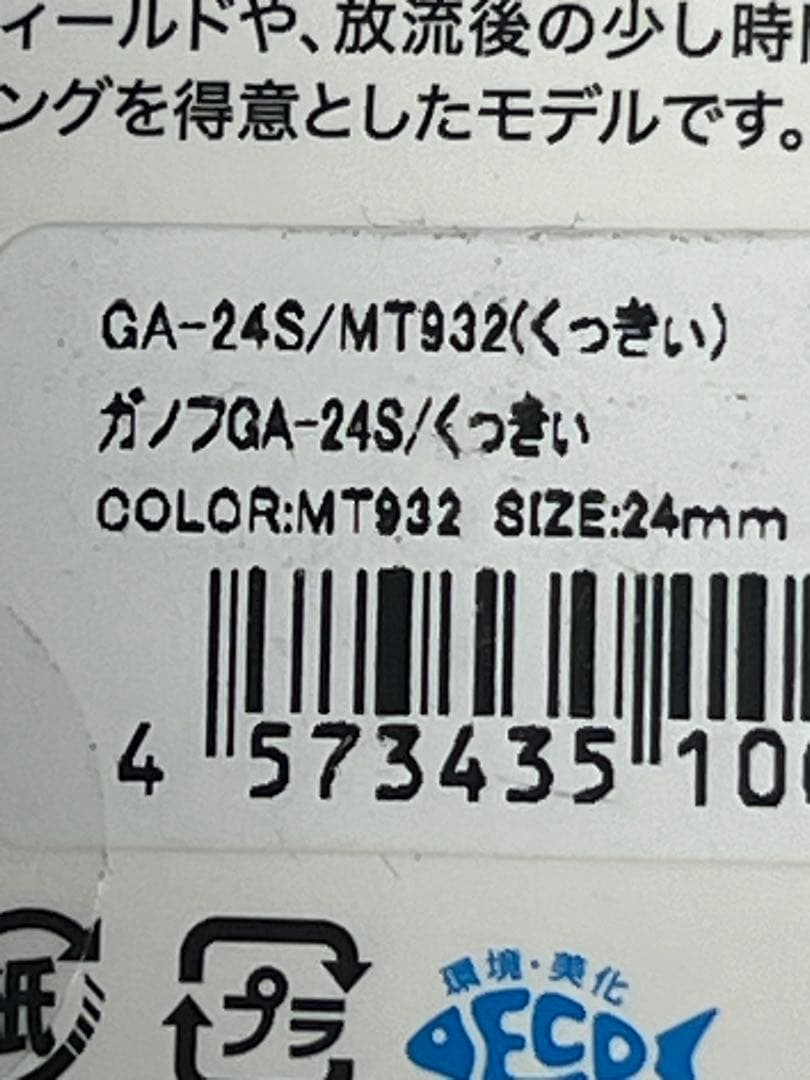 ィールドや、放流後の少し時
ングを得意としたモデルです。
GA-24S/MT932(くっきい)
ガノフGA-24S/くっきい
COLOR:MT932 SIZE:24mm
4 573435 10
紙
プラ
環境・美化
ECO